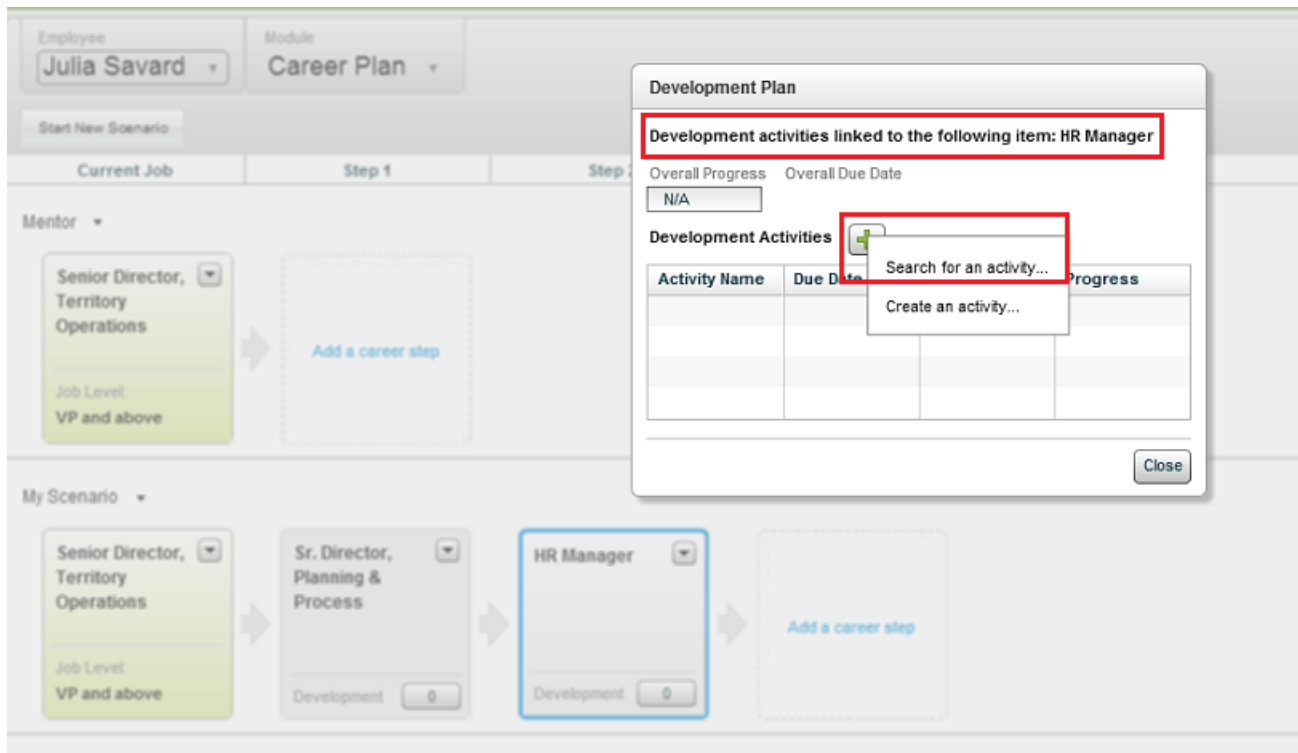 Employee
Module
Julia Savard
Career Plan
Start New Scenario
Current Job
Step 1
Step
Mentor
Senior Director,
Territory
Operations
Job Level:
VP and above
Add a career step
Development Plan
Development activities linked to the following item: HR Manager
Overall Progress Overall Due Date
N/A
Development Activities
Search for an activity...
Create an activity...
Activity Name Due Date Progress
Close
My Scenario
Senior Director,
Territory
Operations
Job Level:
VP and above
Sr. Director,
Planning &
Process
Development 0
HR Manager
Development 0
Add a career step